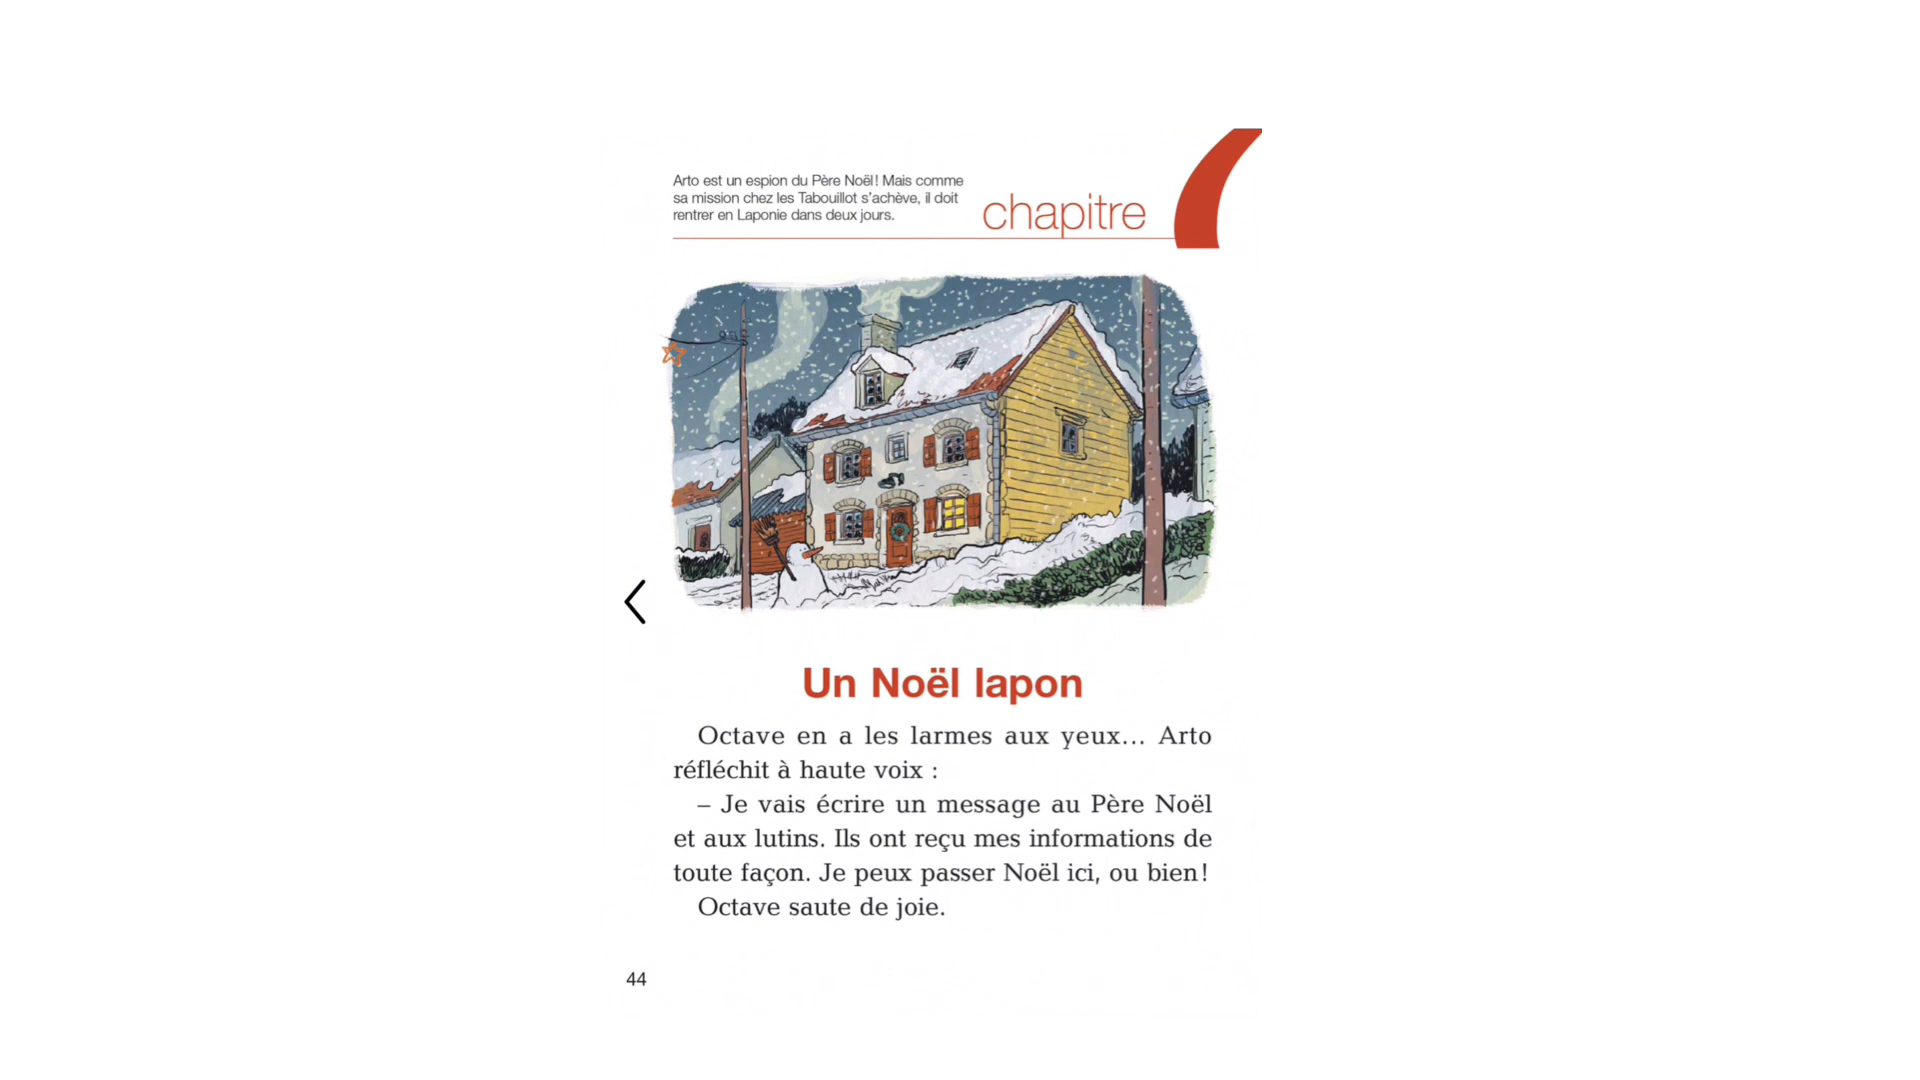 Arto est un espion du Père Noël ! Mais comme
sa mission chez les Tabouillot s’achève, il doit
rentrer en Laponie dans deux jours.
chapitre 7
Un Noël lapon
Octave en a les larmes aux yeux… Arto
réfléchit à haute voix :
– Je vais écrire un message au Père Noël
et aux lutins. Ils ont reçu mes informations de
toute façon. Je peux passer Noël ici, ou bien !
Octave saute de joie.
44